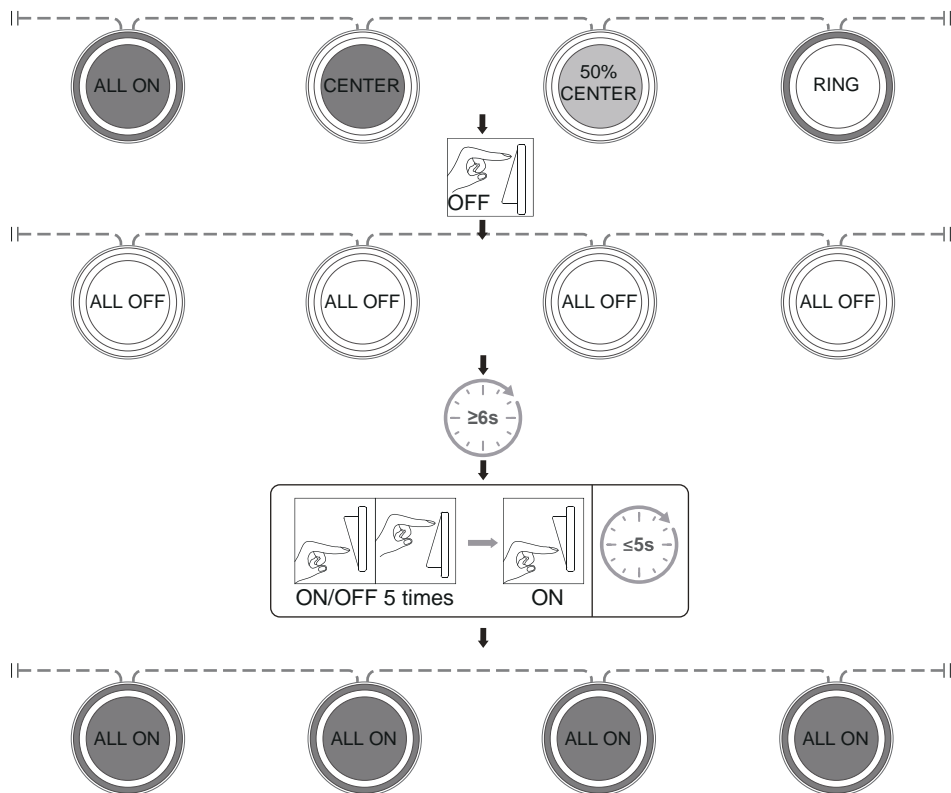 ALL ON
CENTER
50%
CENTER
RING
OFF
ALL OFF
ALL OFF
ALL OFF
ALL OFF
≥6s
≤5s
ON/OFF 5 times
ON
ALL ON
ALL ON
ALL ON
ALL ON